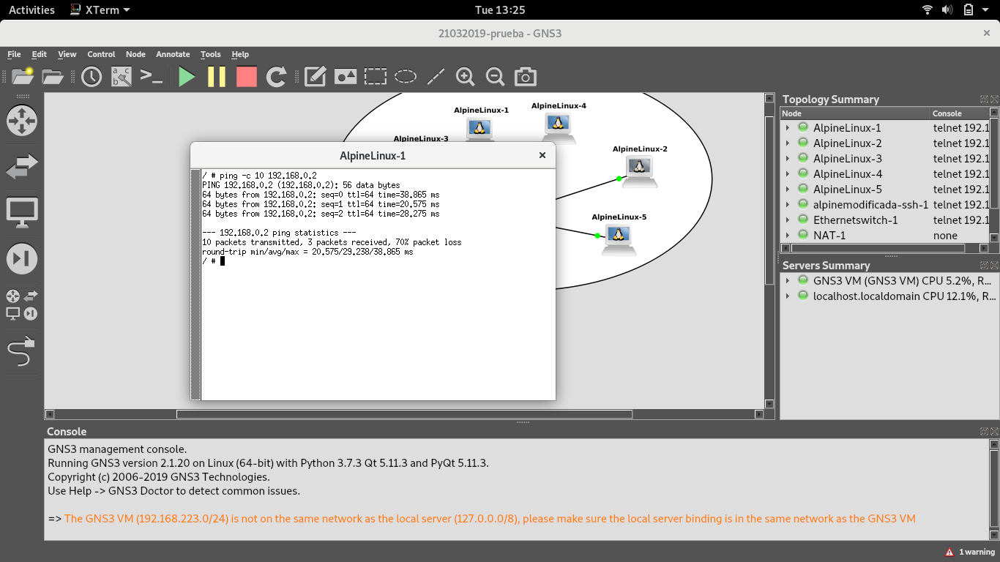 Activities XTerm Tue 13:25
21032019-prueba - GNS3
File Edit View Control Node Annotate Tools Help
AlpineLinux-1
AlpineLinux-4
AlpineLinux-3
AlpineLinux-2
AlpineLinux-5
AlpineLinux-1
/ # ping -c 10 192.168.0.2
PING 192.168.0.2 (192.168.0.2): 56 data bytes
64 bytes from 192.168.0.2: seq=0 ttl=64 time=38.865 ms
64 bytes from 192.168.0.2: seq=1 ttl=64 time=20.575 ms
64 bytes from 192.168.0.2: seq=2 ttl=64 time=28.275 ms
--- 192.168.0.2 ping statistics ---
10 packets transmitted, 3 packets received, 70% packet loss
round-trip min/avg/max = 20.575/29.238/38.865 ms
/ #
Topology Summary
Node Console
AlpineLinux-1 telnet 192.1
AlpineLinux-2 telnet 192.1
AlpineLinux-3 telnet 192.1
AlpineLinux-4 telnet 192.1
AlpineLinux-5 telnet 192.1
alpinemodificada-ssh-1 telnet 192.1
Ethernetswitch-1 telnet 192.1
NAT-1 none
Servers Summary
GNS3 VM (GNS3 VM) CPU 5.2%, R...
localhost.localdomain CPU 12.1%, R...
Console
GNS3 management console.
Running GNS3 version 2.1.20 on Linux (64-bit) with Python 3.7.3 Qt 5.11.3 and PyQt 5.11.3.
Copyright (c) 2006-2019 GNS3 Technologies.
Use Help -> GNS3 Doctor to detect common issues.
=> The GNS3 VM (192.168.223.0/24) is not on the same network as the local server (127.0.0.0/8), please make sure the local server binding is in the same network as the GNS3 VM
1 warning